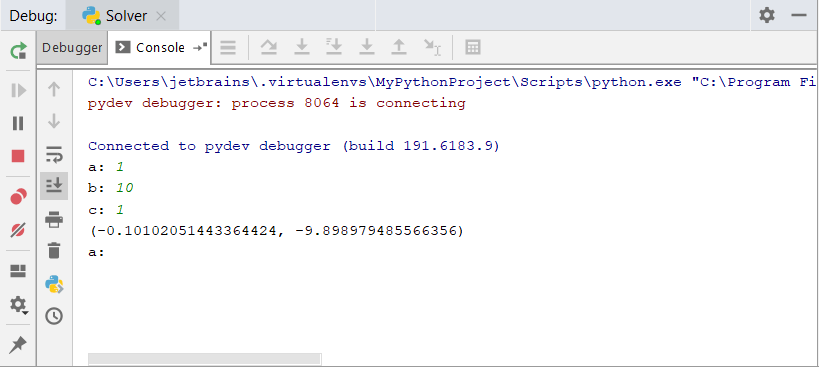 Debug: Solver
Debugger Console
C:\Users\jetbrains\.virtualenvs\MyPythonProject\Scripts\python.exe "C:\Program Fi
pydev debugger: process 8064 is connecting
Connected to pydev debugger (build 191.6183.9)
a: 1
b: 10
c: 1
(-0.10102051443364424, -9.898979485566356)
a: